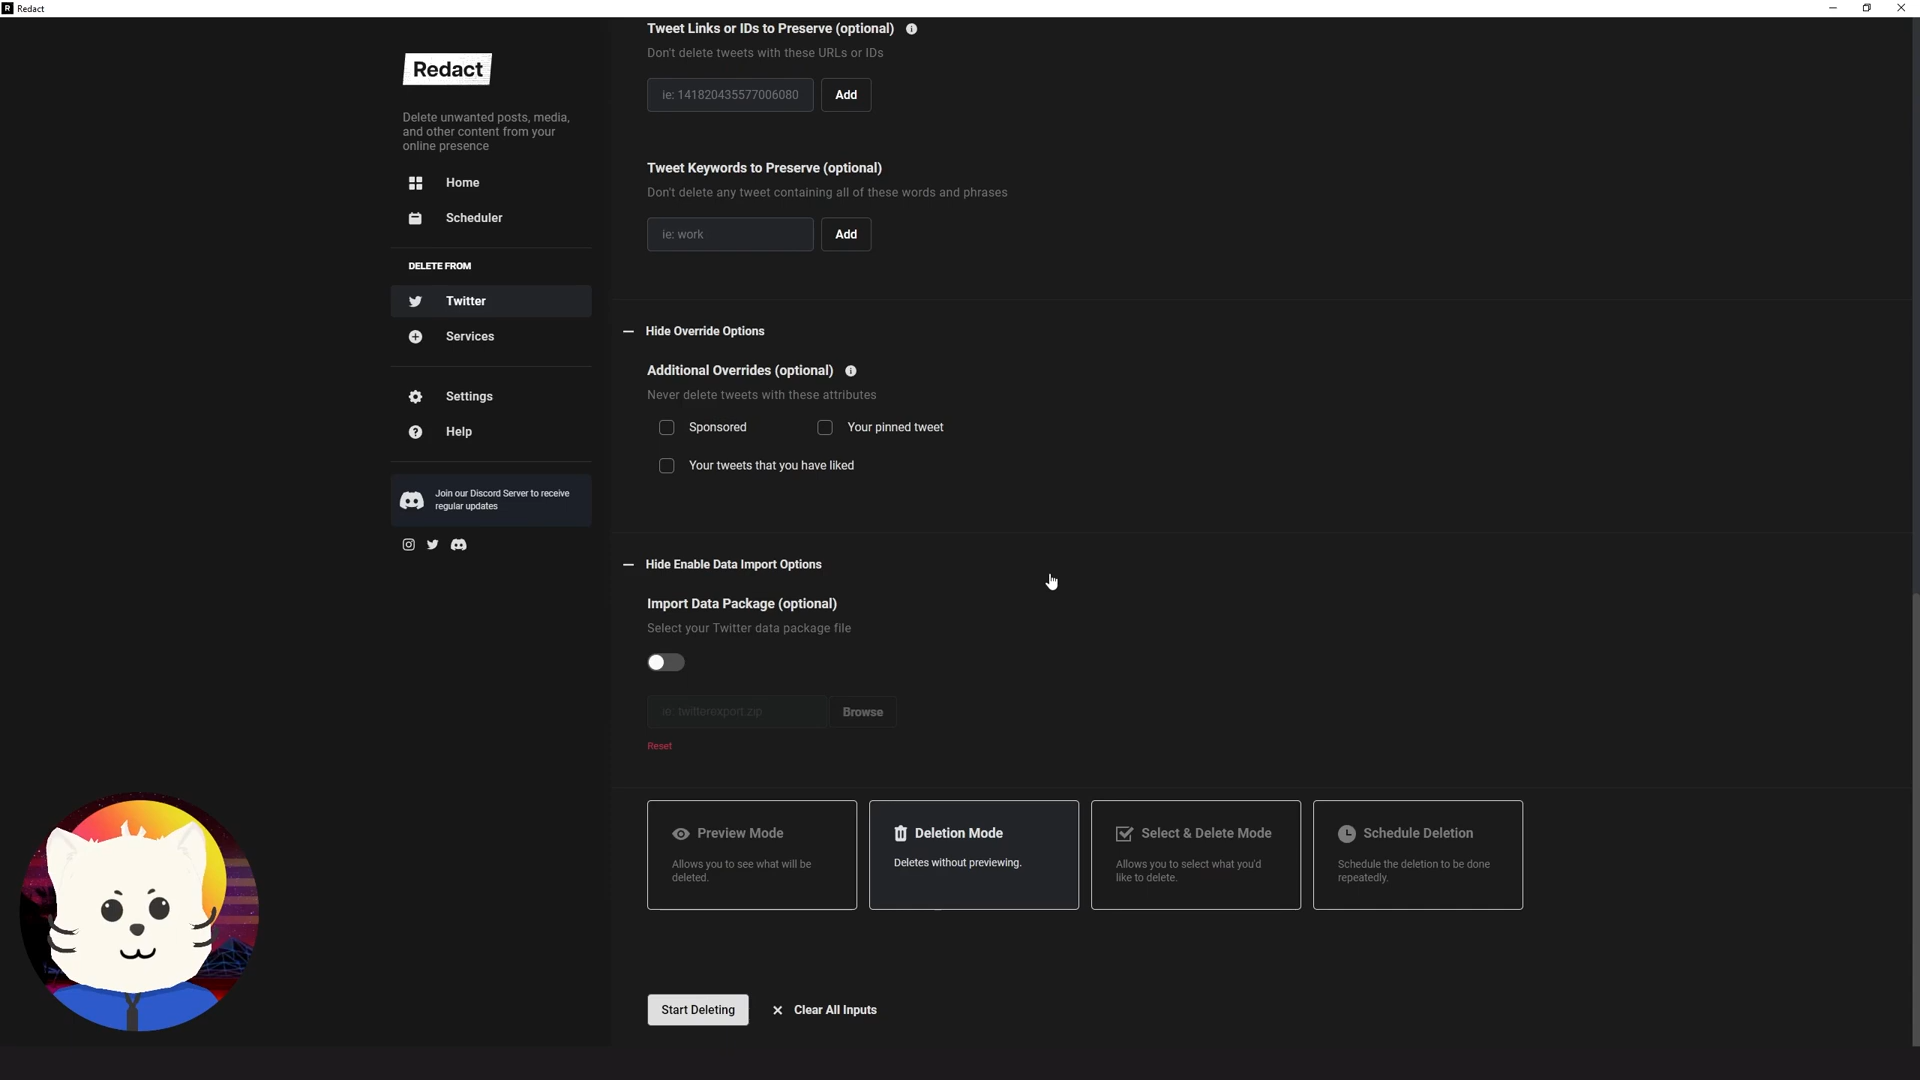 Redact
Redact
Delete unwanted posts, media,
and other content from your
online presence
Home
Scheduler
DELETE FROM
Twitter
Services
Settings
Help
Join our Discord Server to receive
regular updates
Tweet Links or IDs to Preserve (optional)
Don't delete tweets with these URLs or IDs
ie: 141820435577006080
Add
Tweet Keywords to Preserve (optional)
Don't delete any tweet containing all of these words and phrases
ie: work
Add
Hide Override Options
Additional Overrides (optional)
Never delete tweets with these attributes
Sponsored
Your pinned tweet
Your tweets that you have liked
Hide Enable Data Import Options
Import Data Package (optional)
Select your Twitter data package file
ie: twitterexport.zip
Browse
Reset
Preview Mode
Allows you to see what will be
deleted.
Deletion Mode
Deletes without previewing.
Select & Delete Mode
Allows you to select what you'd
like to delete.
Schedule Deletion
Schedule the deletion to be done
repeatedly.
Start Deleting
Clear All Inputs